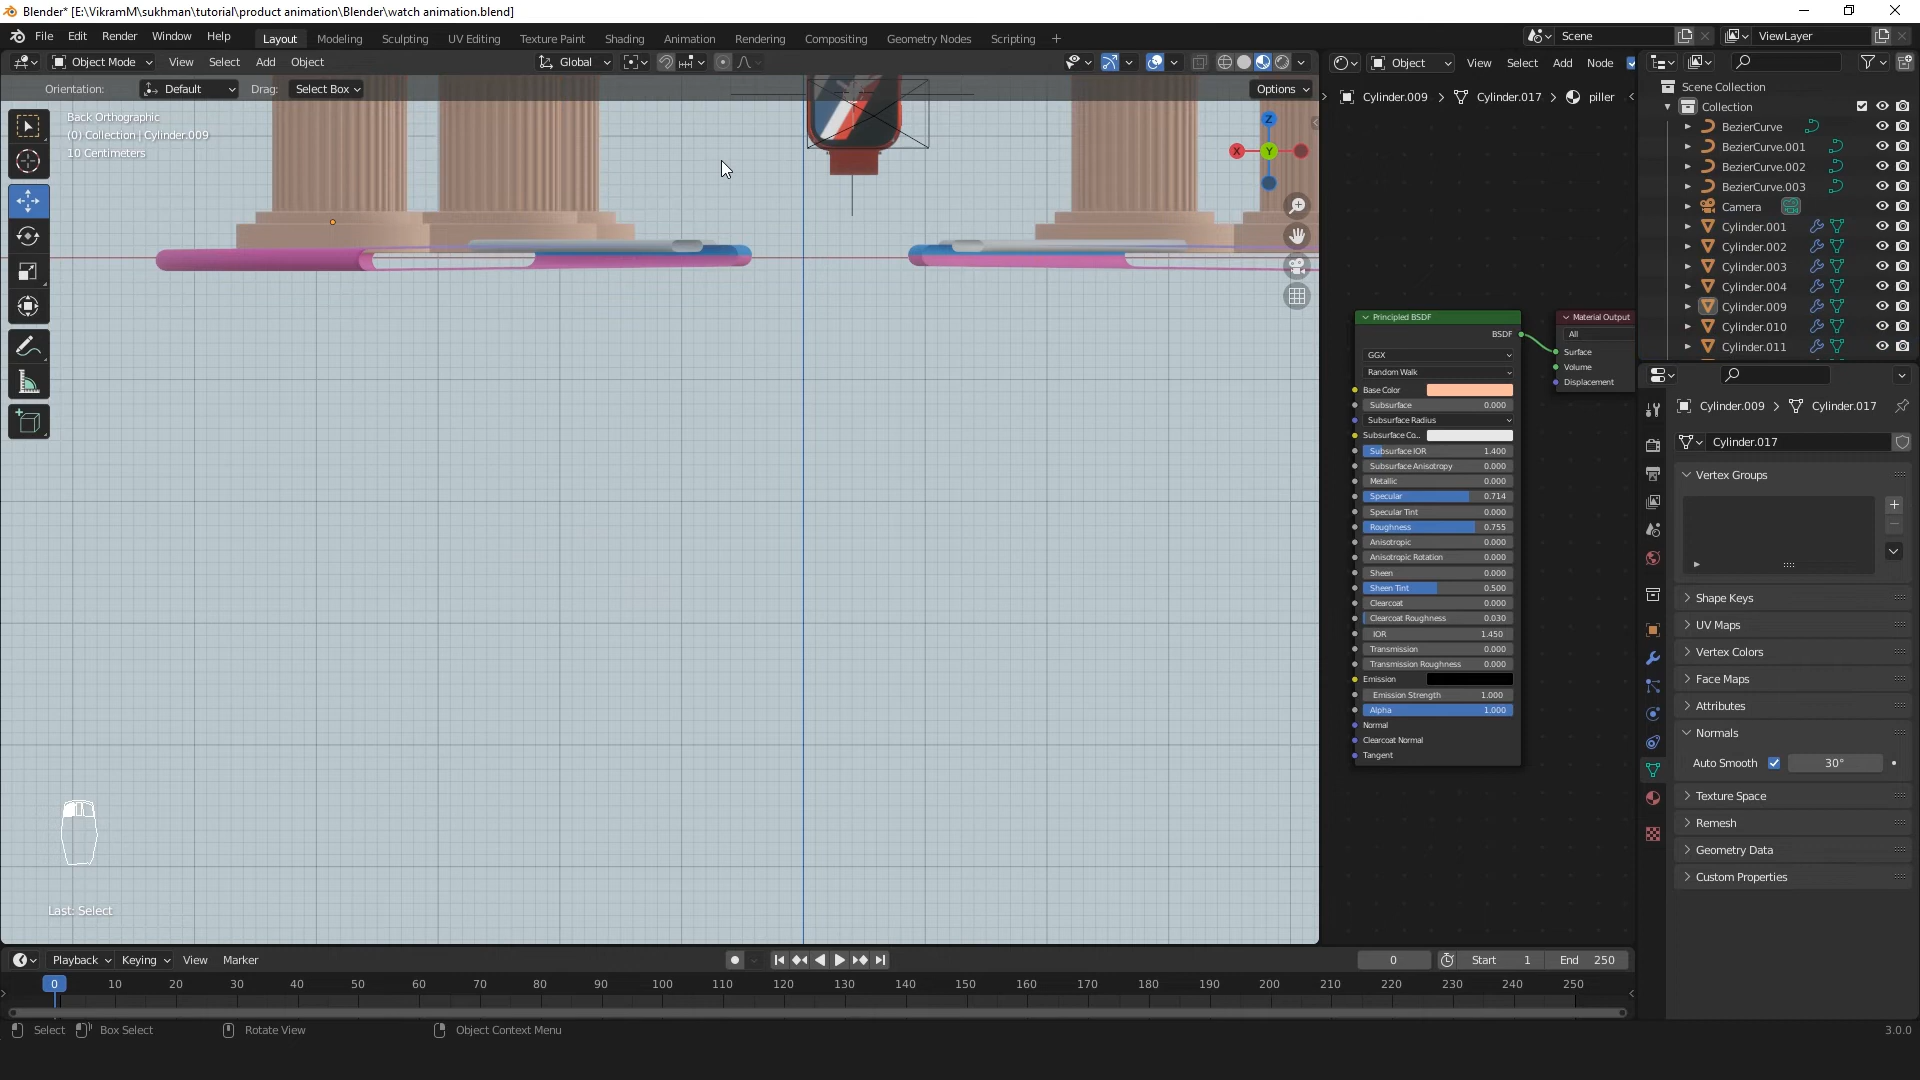 Blender* [E:\VikramM\sukhman\tutorial\product animation\Blender\watch animation.blend]
File Edit Render Window Help Layout Modeling Sculpting UV Editing Texture Paint Shading Animation Rendering Compositing Geometry Nodes Scripting + Scene ViewLayer
Object Mode View Select Add Object Global Object View Select Add Node
Orientation: Default Drag: Select Box Options
Cylinder.009 > Cylinder.017 > piller
Back Orthographic
(0) Collection | Cylinder.009
10 Centimeters
Z
X
Y
Scene Collection
Collection
BezierCurve
BezierCurve.001
BezierCurve.002
BezierCurve.003
Camera
Cylinder.001
Cylinder.002
Cylinder.003
Cylinder.004
Cylinder.009
Cylinder.010
Cylinder.011
Principled BSDF
BSDF
GGX
Random Walk
Base Color
Subsurface 0.000
Subsurface Radius
Subsurface Co..
Subsurface IOR 1.400
Subsurface Anisotropy 0.000
Metallic 0.000
Specular 0.714
Specular Tint 0.000
Roughness 0.755
Anisotropic 0.000
Anisotropic Rotation 0.000
Sheen 0.000
Sheen Tint 0.500
Clearcoat 0.000
Clearcoat Roughness 0.030
IOR 1.450
Transmission 0.000
Transmission Roughness 0.000
Emission
Emission Strength 1.000
Alpha 1.000
Normal
Clearcoat Normal
Tangent
Material Output
All
Surface
Volume
Displacement
Cylinder.009 > Cylinder.017
Cylinder.017
Vertex Groups
Shape Keys
UV Maps
Vertex Colors
Face Maps
Attributes
Normals
Auto Smooth 30°
Texture Space
Remesh
Geometry Data
Custom Properties
Last: Select
Playback Keying View Marker 0 Start 1 End 250
0 10 20 30 40 50 60 70 80 90 100 110 120 130 140 150 160 170 180 190 200 210 220 230 240 250
Select Box Select Rotate View Object Context Menu 3.0.0